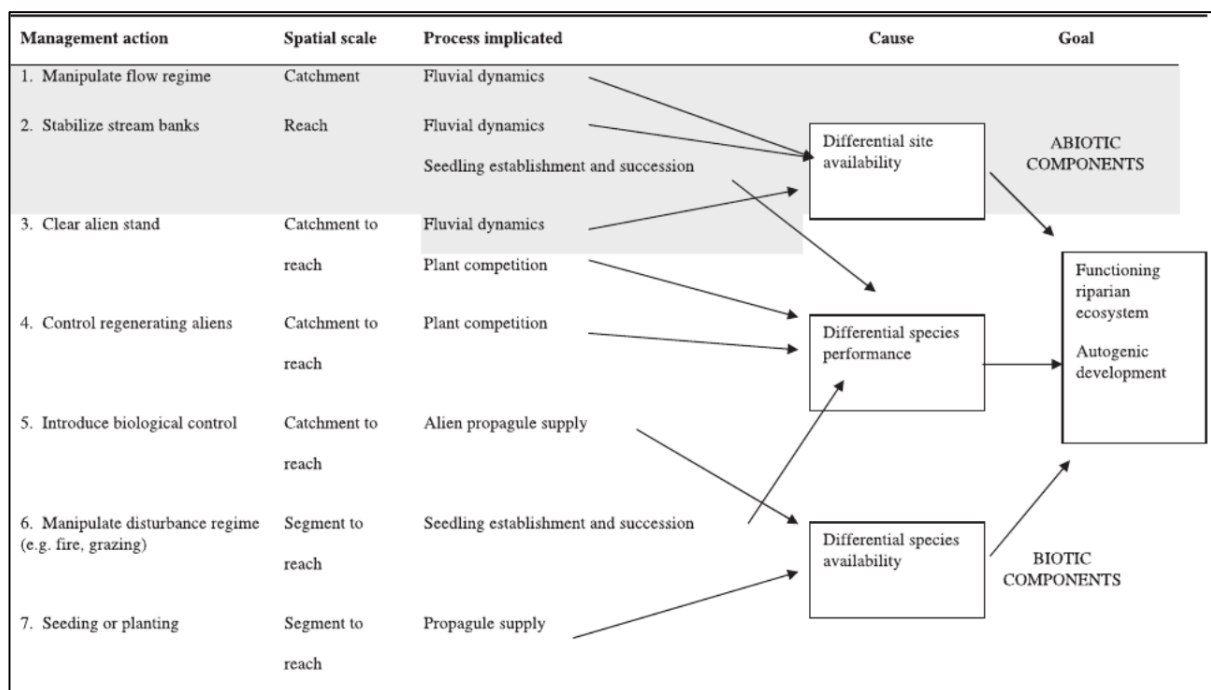 Management action Spatial scale Process implicated Cause Goal
1. Manipulate flow regime Catchment Fluvial dynamics
2. Stabilize stream banks Reach Fluvial dynamics
Seedling establishment and succession
Differential site
availability
ABIOTIC
COMPONENTS
3. Clear alien stand Catchment to Fluvial dynamics
reach Plant competition
Functioning
riparian
ecosystem
Autogenic
development
4. Control regenerating aliens Catchment to Plant competition
reach
Differential species
performance
5. Introduce biological control Catchment to Alien propagule supply
reach
6. Manipulate disturbance regime Segment to Seedling establishment and succession
(e.g. fire, grazing)
reach
Differential species
availability
BIOTIC
COMPONENTS
7. Seeding or planting Segment to Propagule supply
reach